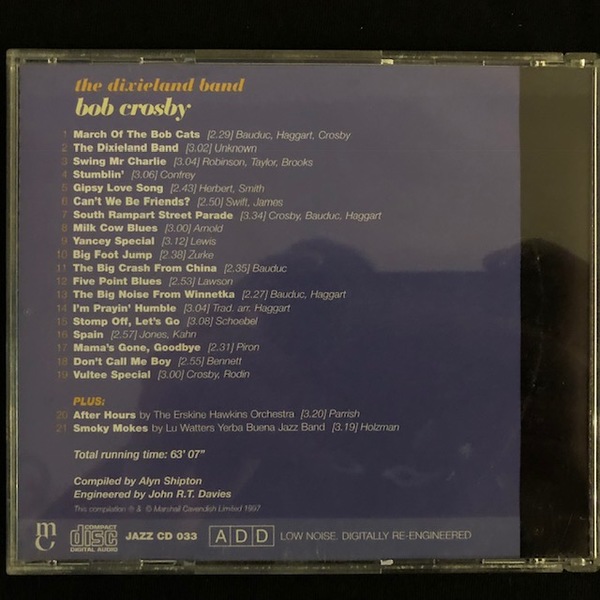 the dixieland band
bob crosby
1 March Of The Bob Cats [2.29] Bauduc, Haggart, Crosby
2 The Dixieland Band [3.02] Unknown
3 Swing Mr Charlie [3.04] Robinson, Taylor, Brooks
4 Stumblin' [3.06] Confrey
5 Gipsy Love Song [2.43] Herbert, Smith
6 Can't We Be Friends? [2.50] Swift, James
7 South Rampart Street Parade [3.34] Crosby, Bauduc, Haggart
8 Milk Cow Blues [3.00] Arnold
9 Yancey Special [3.12] Lewis
10 Big Foot Jump [2.38] Zurke
11 The Big Crash From China [2.35] Bauduc
12 Five Point Blues [2.53] Lawson
13 The Big Noise From Winnetka [2.27] Bauduc, Haggart
14 I'm Prayin' Humble [3.04] Trad. arr: Haggart
15 Stomp Off, Let's Go [3.08] Schoebel
16 Spain [2.57] Jones, Kahn
17 Mama's Gone, Goodbye [2.31] Piron
18 Don't Call Me Boy [2.55] Bennett
19 Vultee Special [3.00] Crosby, Rodin
PLUS:
20 After Hours by The Erskine Hawkins Orchestra [3.20] Parrish
21 Smoky Mokes by Lu Watters Yerba Buena Jazz Band [3.19] Holzman
Total running time: 63' 07"
Compiled by Alyn Shipton
Engineered by John R.T. Davies
This compilation ℗ & © Marshall Cavendish Limited 1997
mc COMPACT disc DIGITAL AUDIO JAZZ CD 033 ADD LOW NOISE. DIGITALLY RE-ENGINEERED